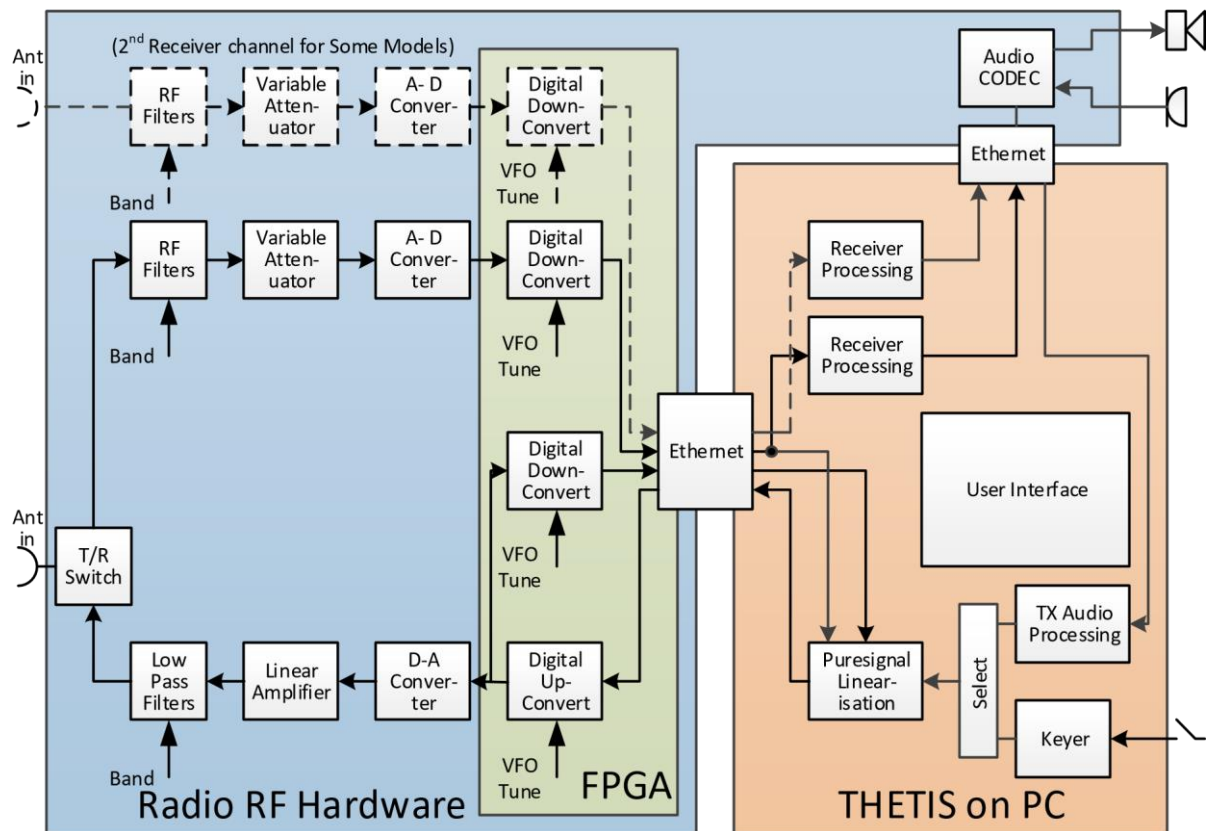 (2nd Receiver channel for Some Models)
Ant
in
RF
Filters
Variable
Atten-
uator
A- D
Conver-
ter
Digital
Down-
Convert
Audio
CODEC
Ethernet
Band
VFO
Tune
RF
Filters
Variable
Atten-
uator
A- D
Conver-
ter
Digital
Down-
Convert
Receiver
Processing
Band
VFO
Tune
Receiver
Processing
Digital
Down-
Convert
Ethernet
User Interface
Ant
in
T/R
Switch
VFO
Tune
TX Audio
Processing
Low
Pass
Filters
Linear
Amplifier
D-A
Conver-
ter
Digital
Up-
Convert
Puresignal
Linear-
isation
Select
Keyer
Band
VFO
Tune
Radio RF Hardware
FPGA
THETIS on PC